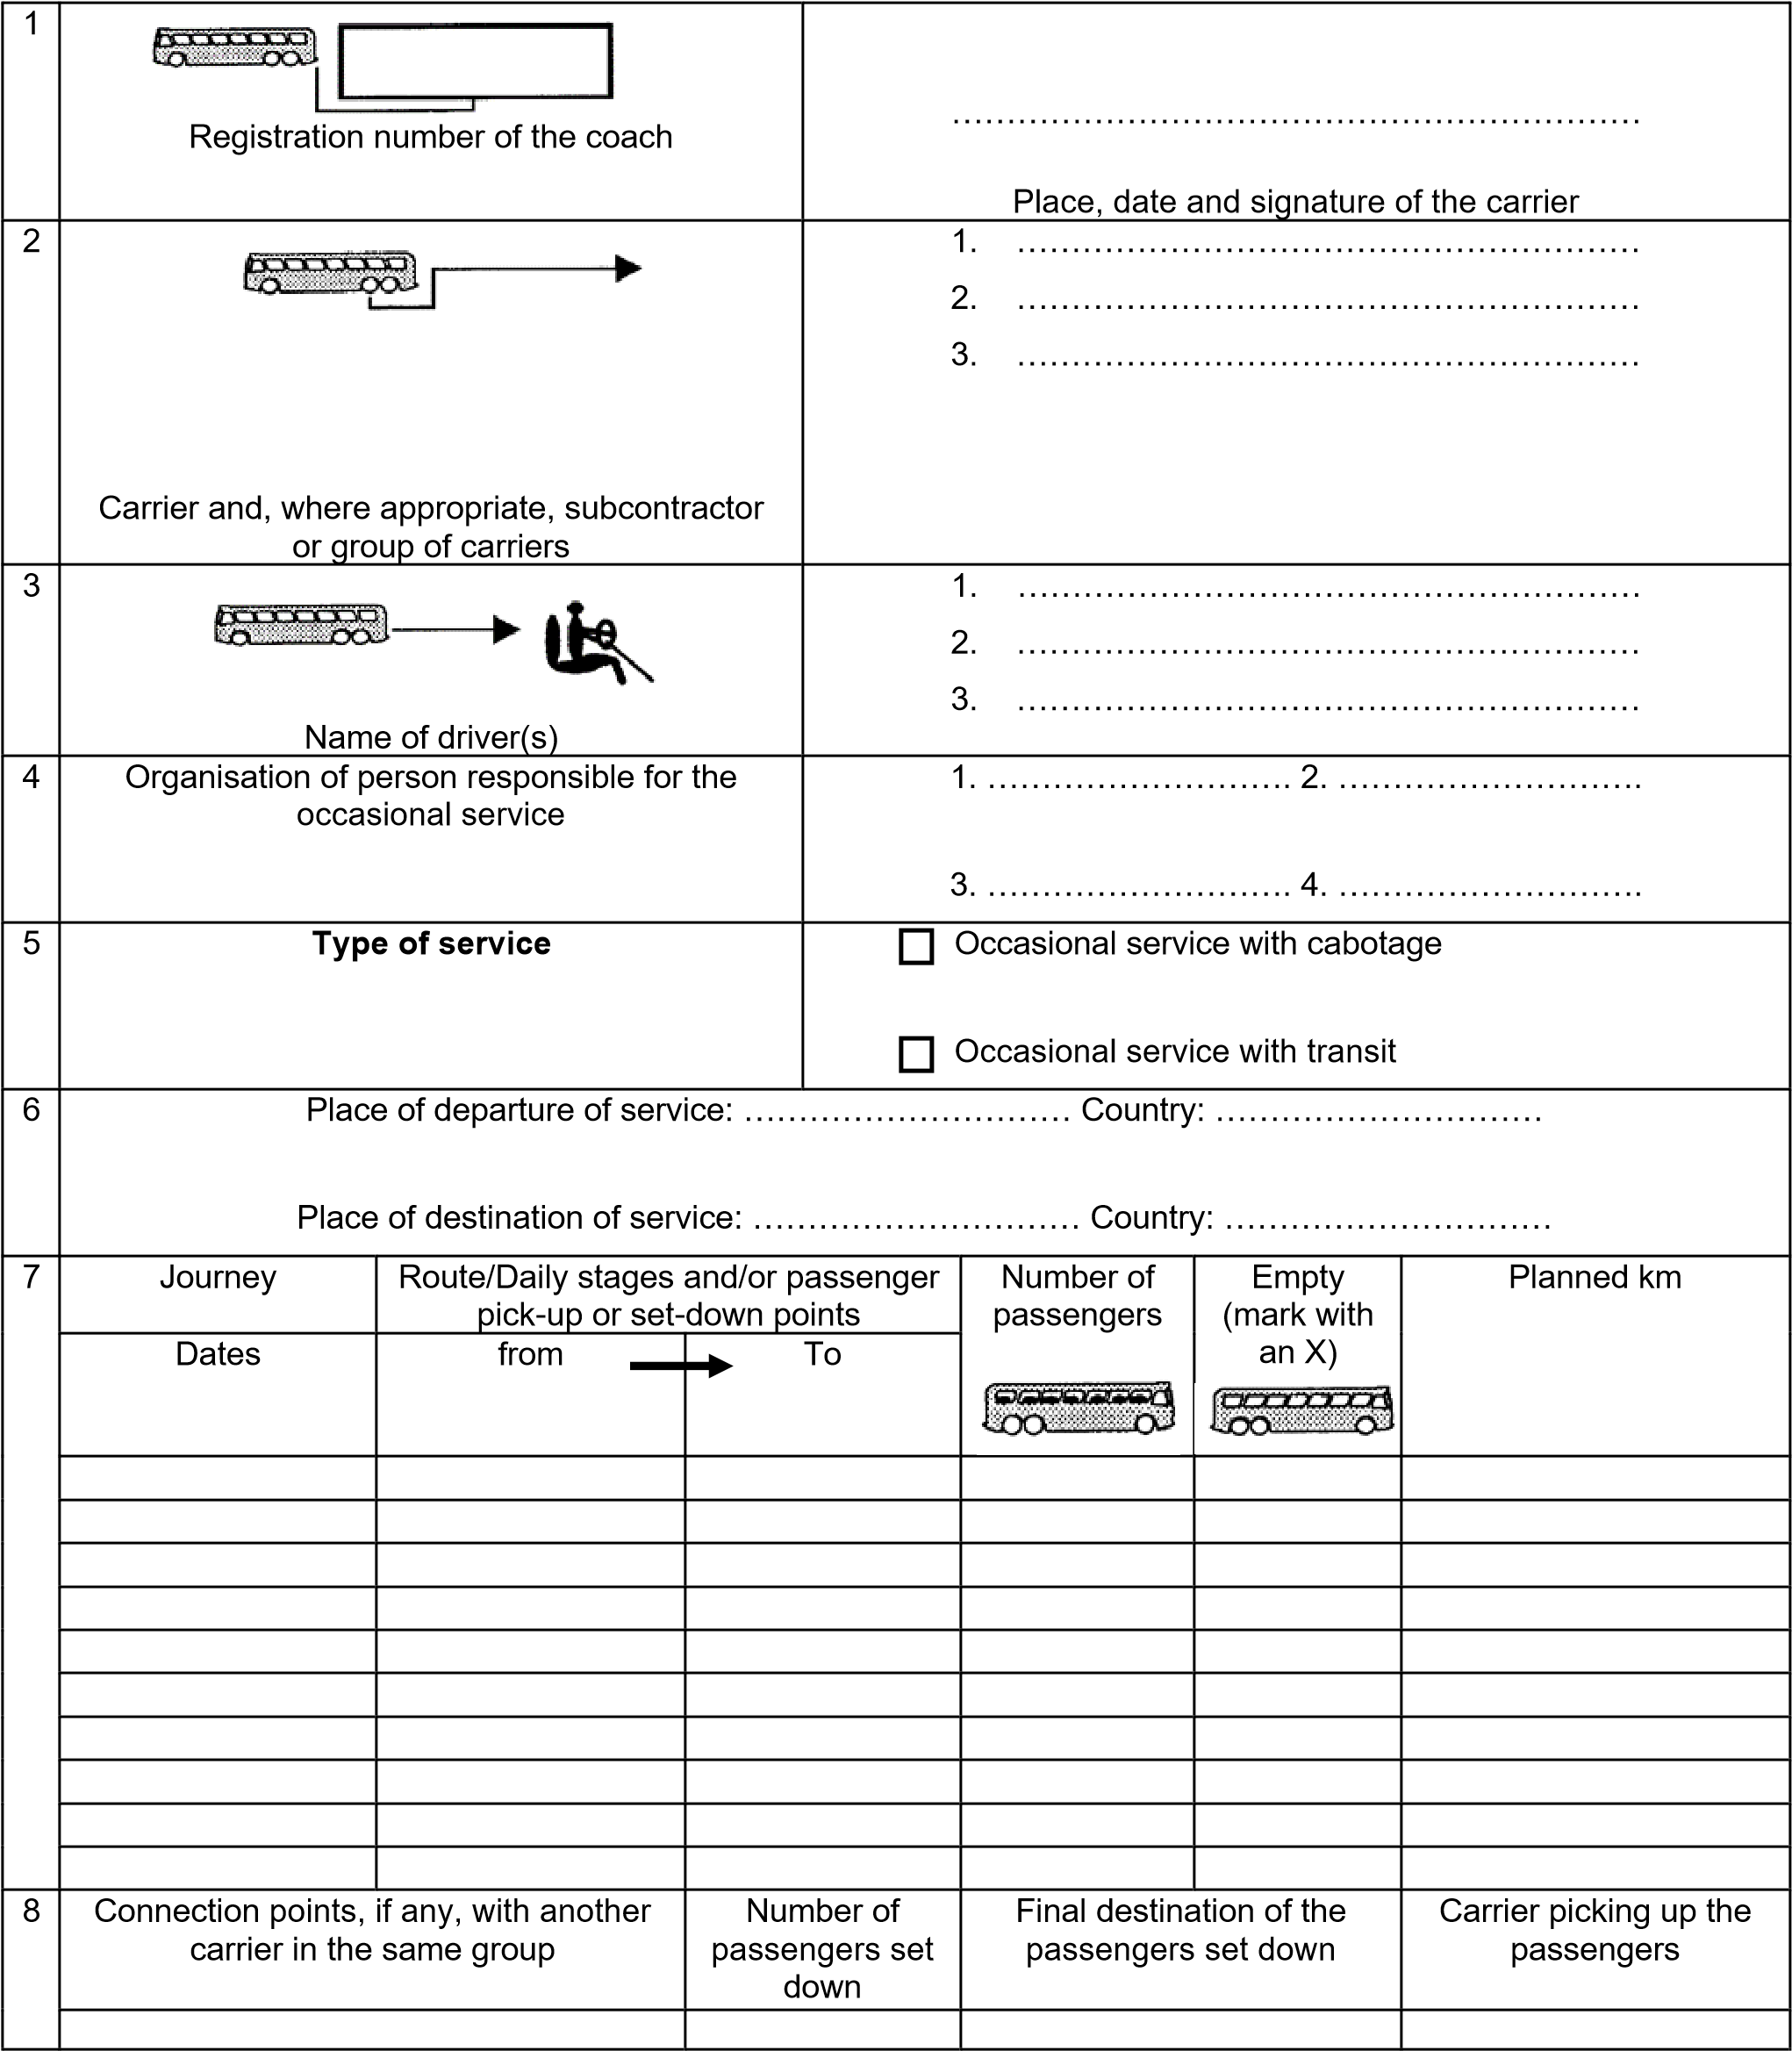 1
Registration number of the coach
…………………………………………………………………
Place, date and signature of the carrier
2
Carrier and, where appropriate, subcontractor
or group of carriers
1. ……………………………………………………………
2. ……………………………………………………………
3. ……………………………………………………………
3
Name of driver(s)
1. ……………………………………………………………
2. ……………………………………………………………
3. ……………………………………………………………
4
Organisation of person responsible for the
occasional service
1. ………………………. 2. ……………………….
3. ………………………. 4. ……………………….
5
Type of service
Occasional service with cabotage
Occasional service with transit
6
Place of departure of service: ………………………… Country: …………………………
Place of destination of service: ………………………… Country: …………………………
7
Journey
Route/Daily stages and/or passenger
pick-up or set-down points
Number of
passengers
Empty
(mark with
an X)
Planned km
Dates
from
To
8
Connection points, if any, with another
carrier in the same group
Number of
passengers set
down
Final destination of the
passengers set down
Carrier picking up the
passengers